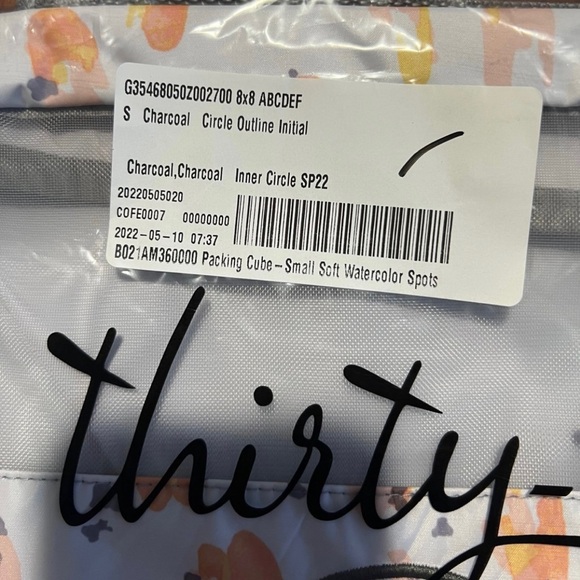 G35468050Z002700 8x8 ABCDEF
S Charcoal Circle Outline Initial
Charcoal,Charcoal Inner Circle SP22
20220505020
COFE0007 00000000
2022-05-10 07:37
B021AM360000 Packing Cube-Small Soft Watercolor Spots
thirty-